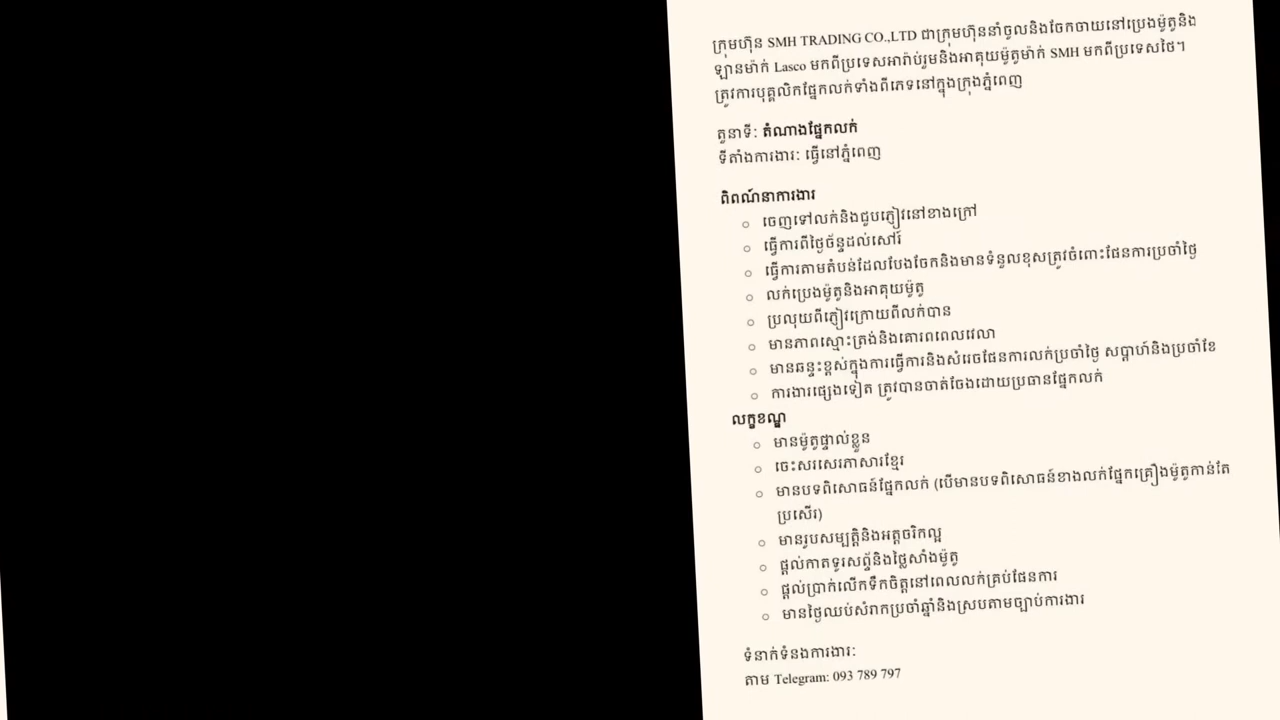 ក្រុមហ៊ុន SMH TRADING CO.,LTD ជាក្រុមហ៊ុននាំចូលនិងចែកចាយនៅប្រេងម៉ូតូនិង
ឡានម៉ាក់ Lasco មកពីប្រទេសអារ៉ាប់រួមនិងអាគុយម៉ូតូម៉ាក់ SMH មកពីប្រទេសថៃ។
ត្រូវការបុគ្គលិកផ្នែកលក់ទាំងពីភេទនៅក្នុងក្រុងភ្នំពេញ
តួនាទី: តំណាងផ្នែកលក់
ទីតាំងការងារ: ធ្វើនៅភ្នំពេញ
ពិពណ៍នាការងារ
○ ចេញទៅលក់និងជួបភ្ញៀវនៅខាងក្រៅ
○ ធ្វើការពីថ្ងៃច័ន្ទដល់សៅរ៍
○ ធ្វើការតាមតំបន់ដែលបែងចែកនិងមានទំនួលខុសត្រូវចំពោះផែនការប្រចាំថ្ងៃ
○ លក់ប្រេងម៉ូតូនិងអាគុយម៉ូតូ
○ ប្រលុយពីភ្ញៀវក្រោយពីលក់បាន
○ មានភាពស្មោះត្រង់និងគោរពពេលវេលា
○ មានឆន្ទះខ្ពស់ក្នុងការធ្វើការនិងសំរេចផែនការលក់ប្រចាំថ្ងៃ សប្តាហ៍និងប្រចាំខែ
○ ការងារផ្សេងទៀត ត្រូវបានចាត់ចែងដោយប្រធានផ្នែកលក់
លក្ខខណ្ឌ
○ មានម៉ូតូផ្ទាល់ខ្លួន
○ ចេះសរសេរភាសារខ្មែរ
○ មានបទពិសោធន៍ផ្នែកលក់ (បើមានបទពិសោធន៍ខាងលក់ផ្នែកគ្រឿងម៉ូតូកាន់តែ
ប្រសើរ)
○ មានរូបសម្បត្តិនិងអត្តចរិកល្អ
○ ផ្តល់កាតទូរសព្ទ័និងថ្លៃសាំងម៉ូតូ
○ ផ្តល់ប្រាក់លើកទឹកចិត្តនៅពេលលក់គ្រប់ផែនការ
○ មានថ្ងៃឈប់សំរាកប្រចាំឆ្នាំនិងស្របតាមច្បាប់ការងារ
ទំនាក់ទំនងការងារ:
តាម Telegram: 093 789 797